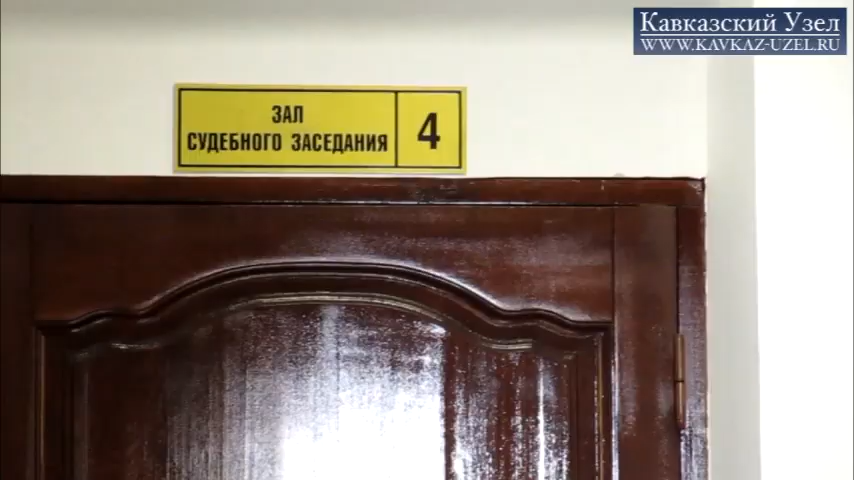 Кавказский Узел
WWW.KAVKAZ-UZEL.RU
ЗАЛ
СУДЕБНОГО ЗАСЕДАНИЯ
4